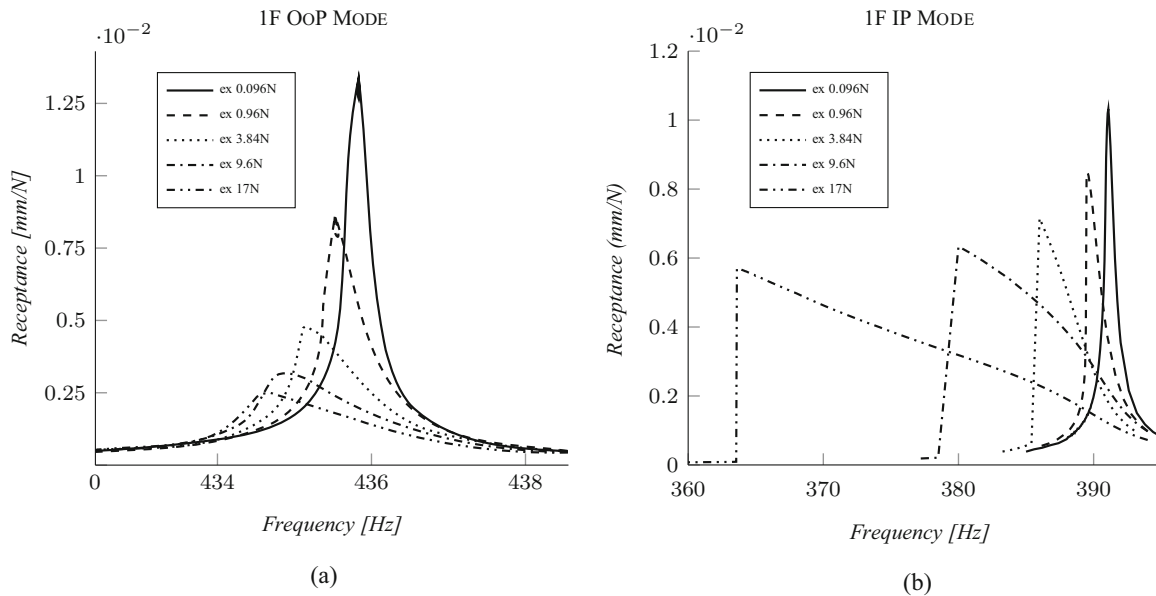 1F OOP MODE
·10⁻²
1.25
1
0.75
0.5
0.25
0
434
436
438
Receptance [mm/N]
Frequency [Hz]
ex 0.096N
ex 0.96N
ex 3.84N
ex 9.6N
ex 17N
(a)
1F IP MODE
·10⁻²
1.2
1
0.8
0.6
0.4
0.2
0
360
370
380
390
Receptance (mm/N)
Frequency [Hz]
ex 0.096N
ex 0.96N
ex 3.84N
ex 9.6N
ex 17N
(b)